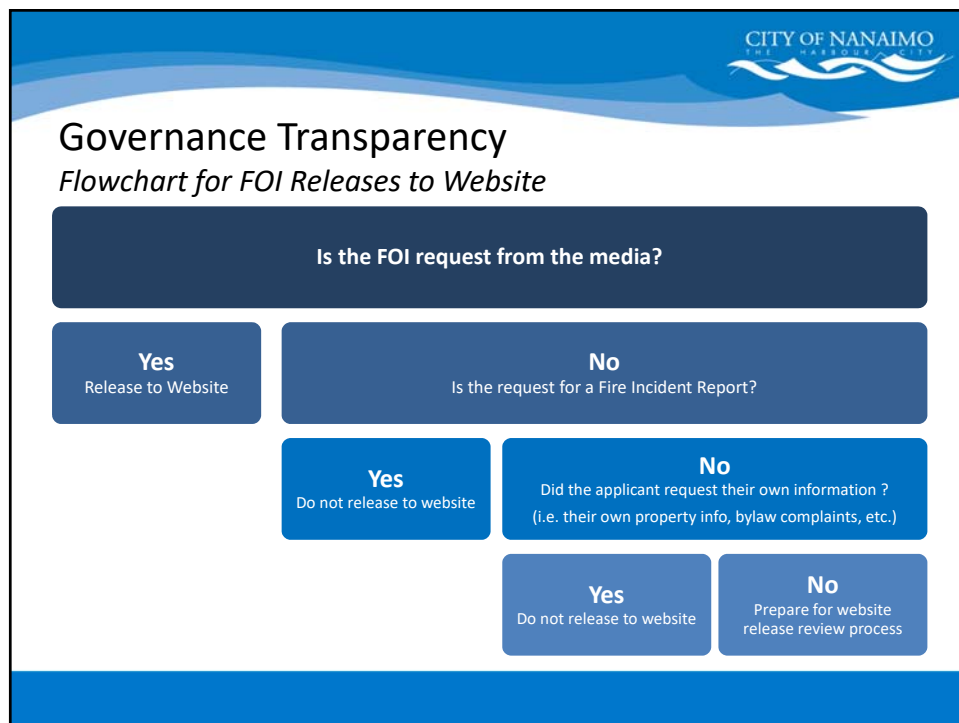 CITY OF NANAIMO
THE HARBOUR CITY
Governance Transparency
Flowchart for FOI Releases to Website
Is the FOI request from the media?
Yes
Release to Website
No
Is the request for a Fire Incident Report?
Yes
Do not release to website
No
Did the applicant request their own information ?
(i.e. their own property info, bylaw complaints, etc.)
Yes
Do not release to website
No
Prepare for website
release review process